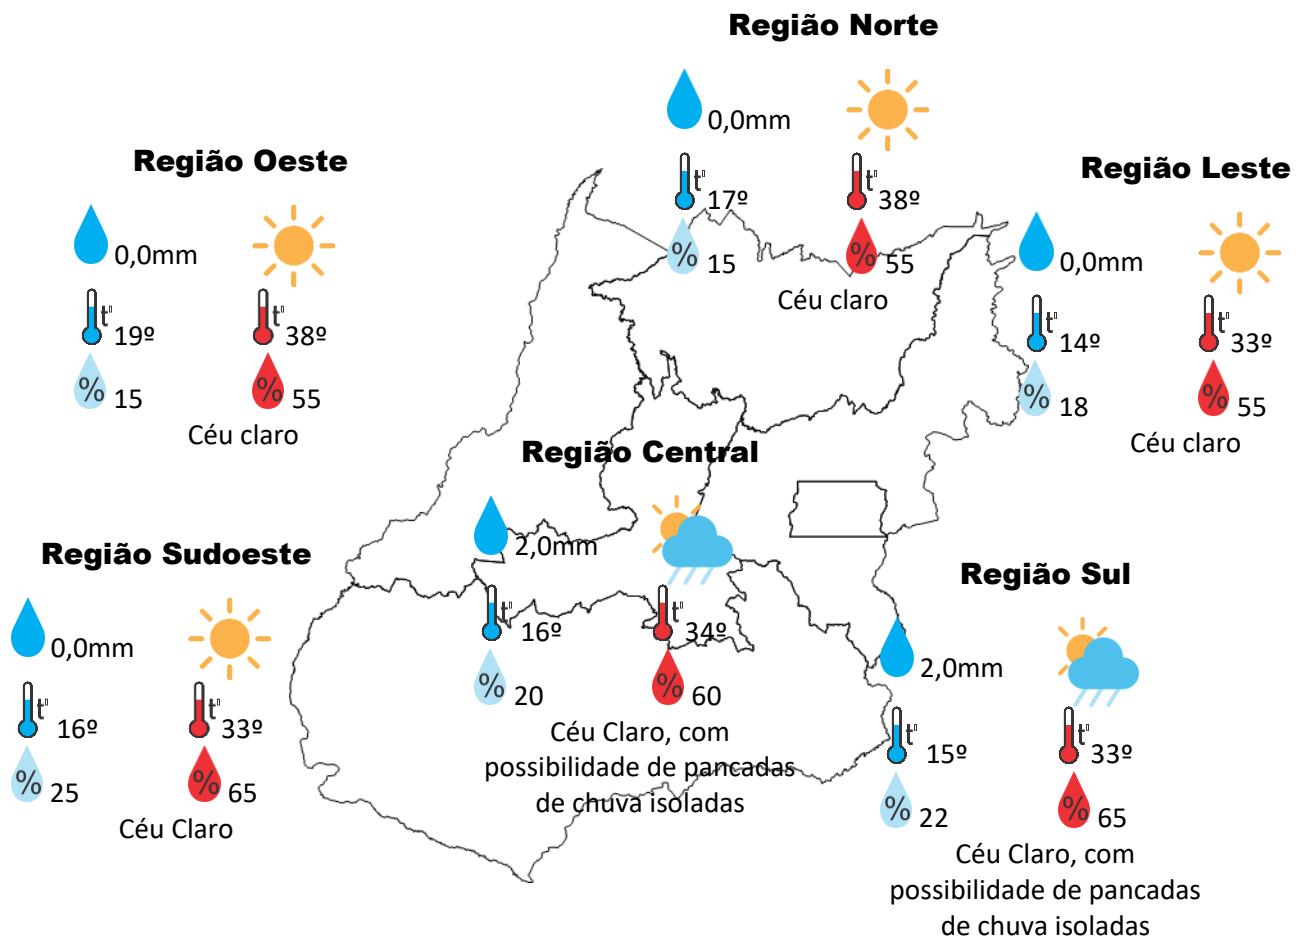 Região Norte
0,0mm
t°
17º
t°
38º
%
15
%
55
Céu claro
Região Oeste
0,0mm
t°
19º
t°
38º
%
15
%
55
Céu claro
Região Leste
0,0mm
t°
14º
t°
33º
%
18
%
55
Céu claro
Região Central
2,0mm
t°
16º
t°
34º
%
20
%
60
Céu Claro, com
possibilidade de pancadas
de chuva isoladas
Região Sudoeste
0,0mm
t°
16º
t°
33º
%
25
%
65
Céu Claro
Região Sul
2,0mm
t°
15º
t°
33º
%
22
%
65
Céu Claro, com
possibilidade de pancadas
de chuva isoladas